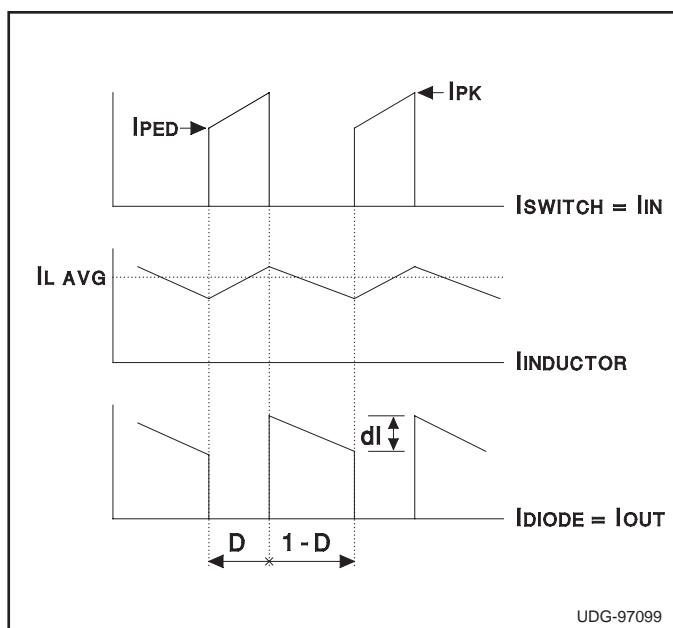 IPK
IPED
ISWITCH = IIN
IL AVG
IINDUCTOR
dI
IDIODE = IOUT
D 1 - D
UDG-97099